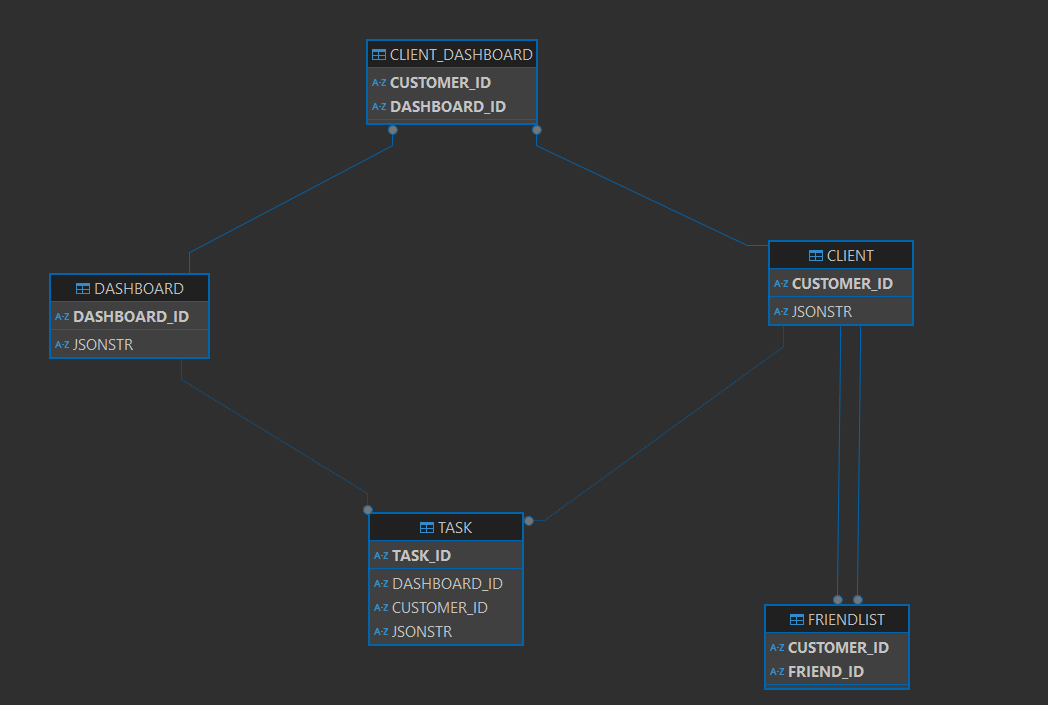 CLIENT_DASHBOARD
A-Z CUSTOMER_ID
A-Z DASHBOARD_ID
CLIENT
A-Z CUSTOMER_ID
A-Z JSONSTR
DASHBOARD
A-Z DASHBOARD_ID
A-Z JSONSTR
TASK
A-Z TASK_ID
A-Z DASHBOARD_ID
A-Z CUSTOMER_ID
A-Z JSONSTR
FRIENDLIST
A-Z CUSTOMER_ID
A-Z FRIEND_ID